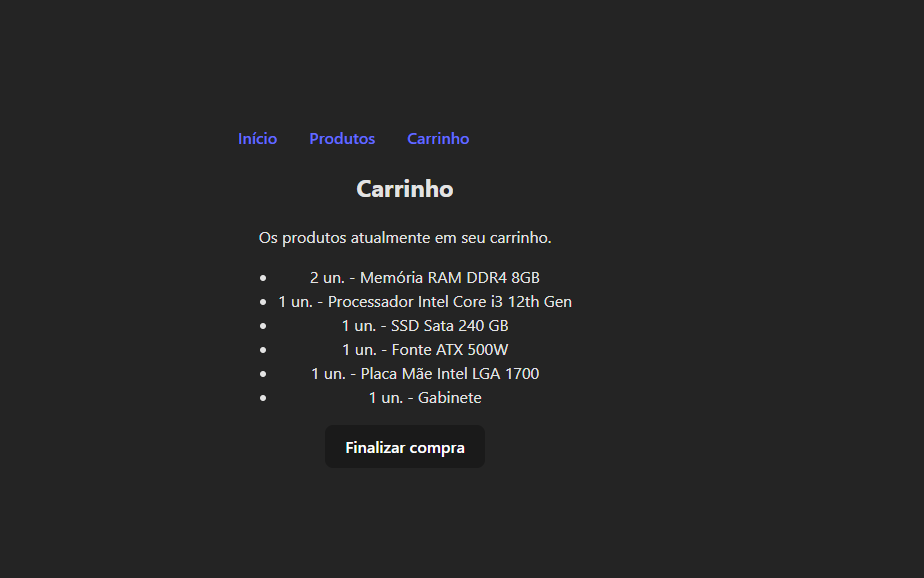 Início Produtos Carrinho
Carrinho
Os produtos atualmente em seu carrinho.
2 un. - Memória RAM DDR4 8GB
1 un. - Processador Intel Core i3 12th Gen
1 un. - SSD Sata 240 GB
1 un. - Fonte ATX 500W
1 un. - Placa Mãe Intel LGA 1700
1 un. - Gabinete
Finalizar compra